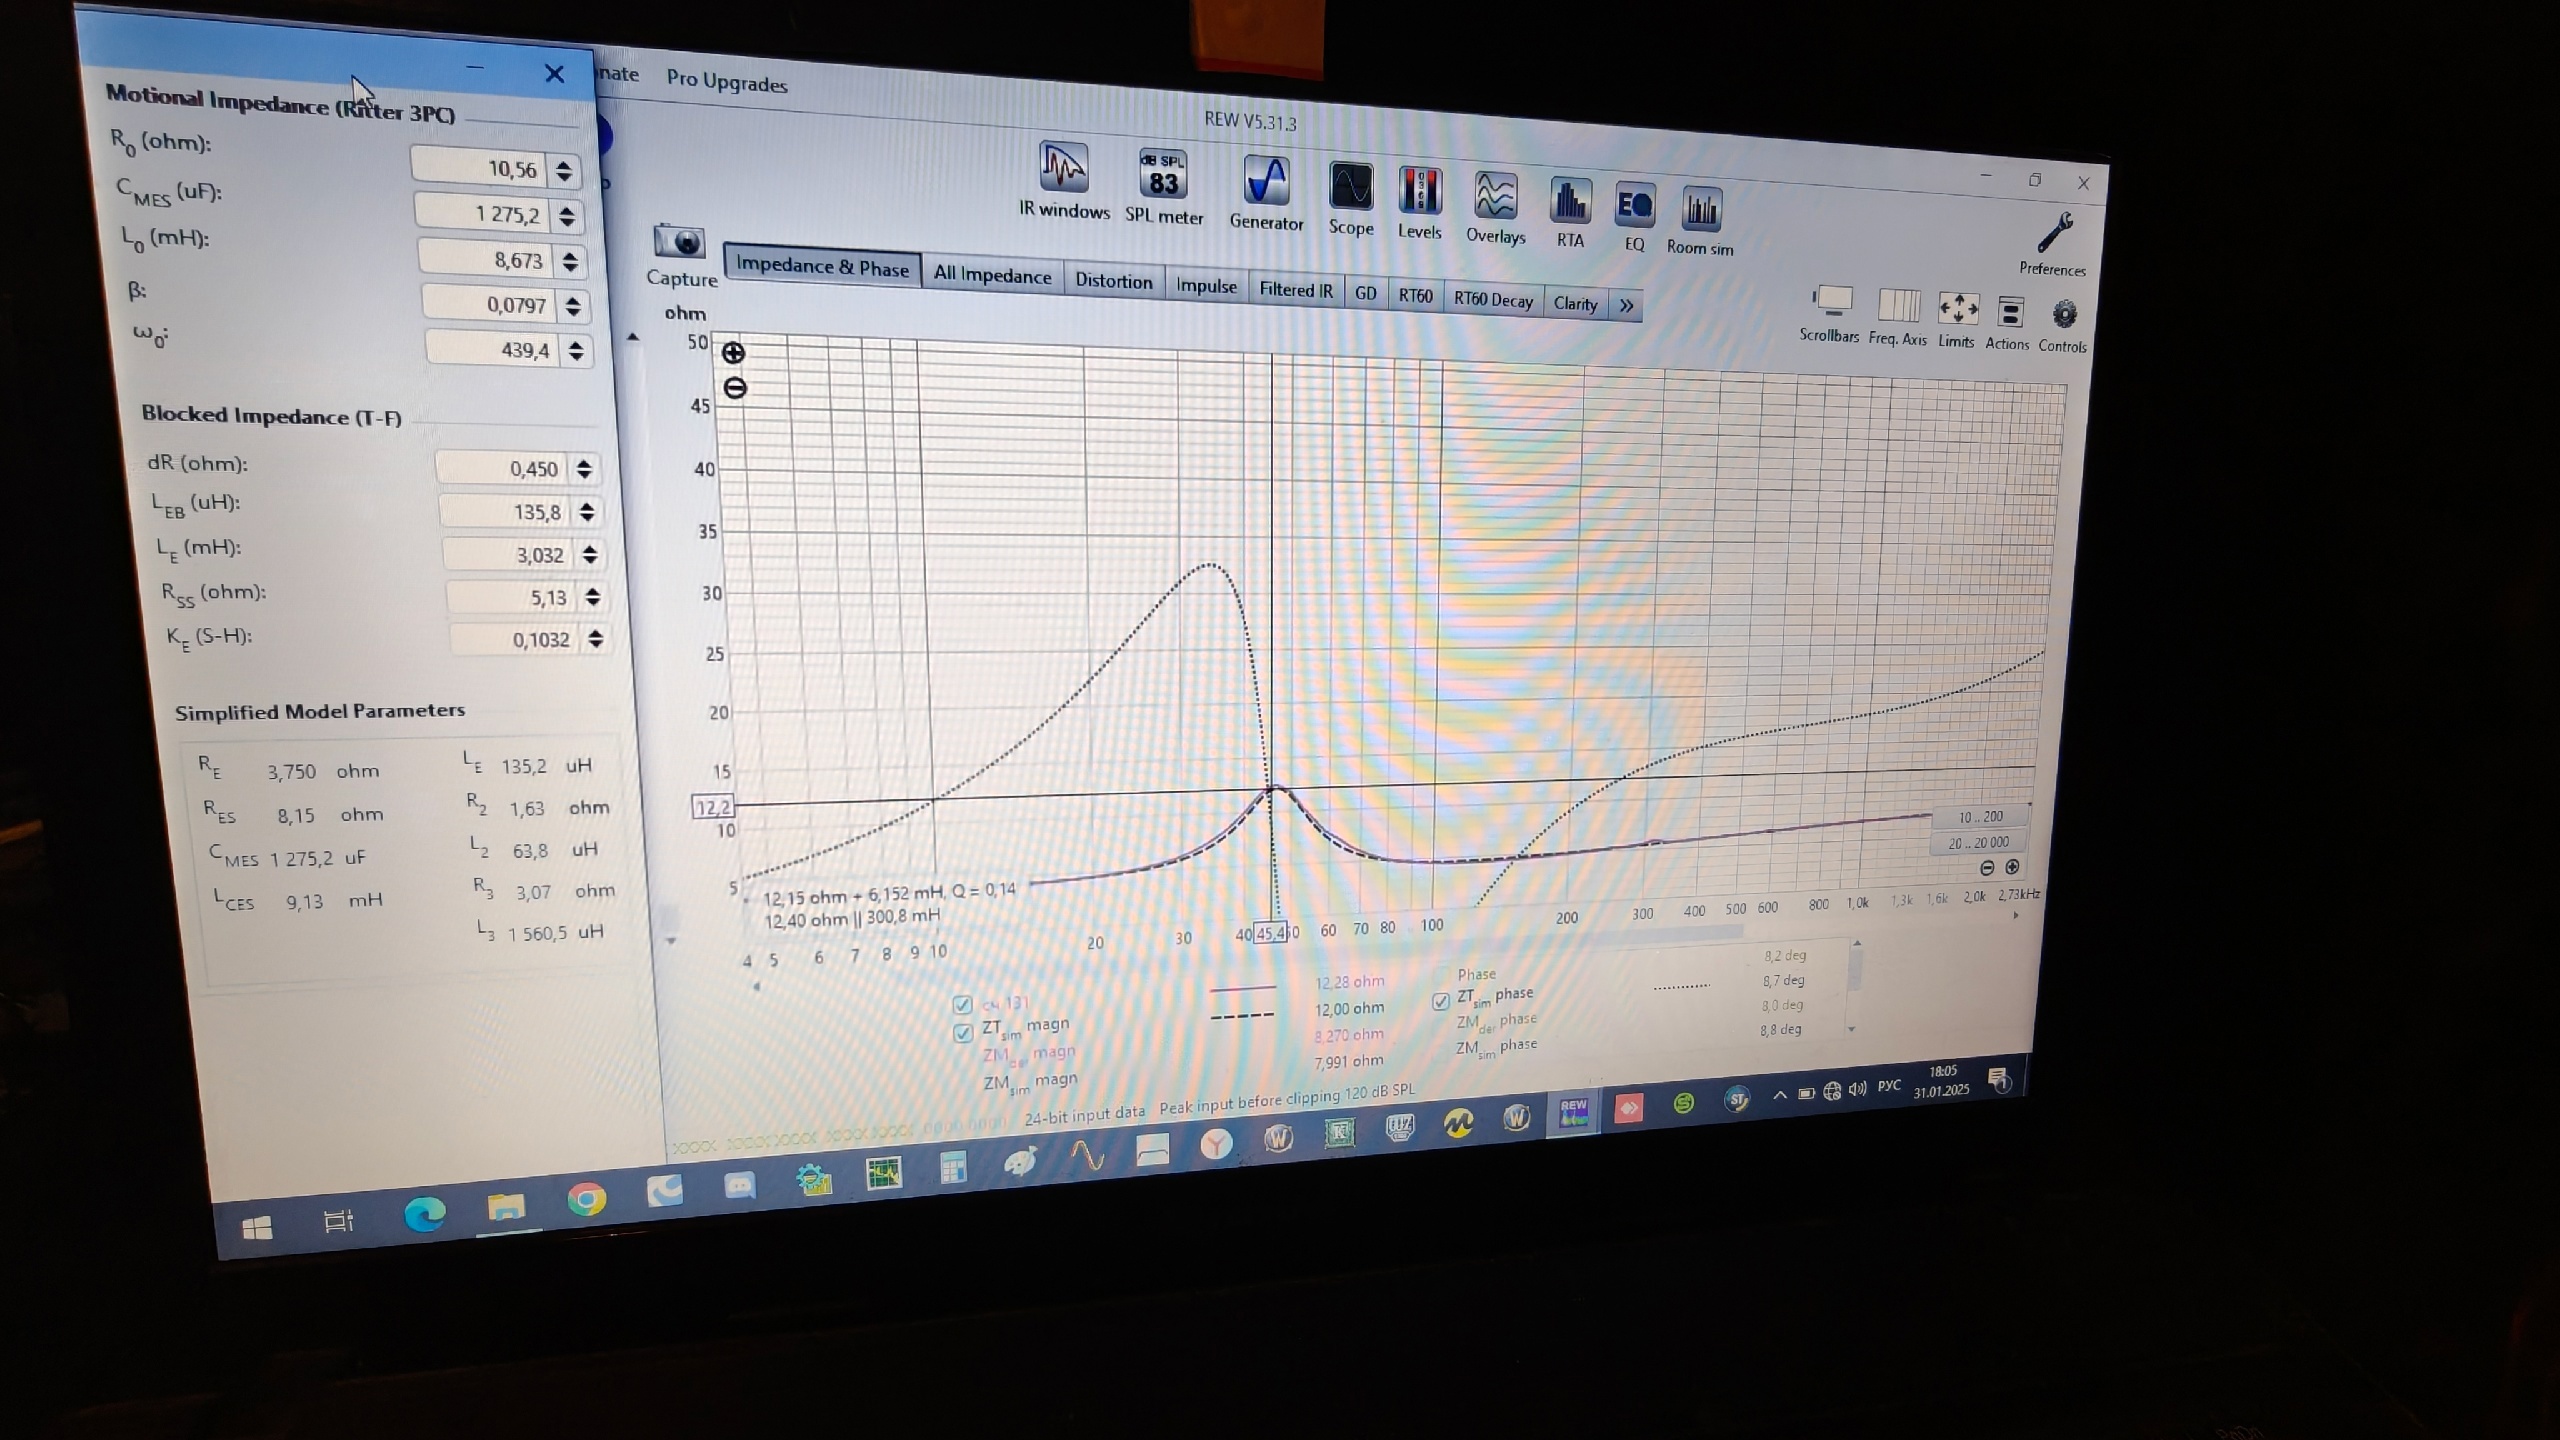 Motional Impedance (Ritter 3PC)
R0 (ohm): 10,56
CMES (uF): 1 275,2
L0 (mH): 8,673
β: 0,0797
ω0: 439,4
Blocked Impedance (T-F)
dR (ohm): 0,450
LEB (uH): 135,8
LE (mH): 3,032
RSS (ohm): 5,13
KE (S-H): 0,1032
Simplified Model Parameters
RE 3,750 ohm LE 135,2 uH
RES 8,15 ohm R2 1,63 ohm
CMES 1 275,2 uF L2 63,8 uH
LCES 9,13 mH R3 3,07 ohm
L3 1 560,5 uH
nate Pro Upgrades
REW V5.31.3
IR windows
dB SPL
83
SPL meter
Generator
Scope
Levels
Overlays
RTA
EQ
EQ
Room sim
Preferences
Capture
Impedance & Phase All Impedance Distortion Impulse Filtered IR GD RT60 RT60 Decay Clarity »
Scrollbars Freq. Axis Limits Actions Controls
ohm
50
45
40
35
30
25
20
15
12,2
10
5
12,15 ohm + 6,152 mH, Q = 0,14
12,40 ohm || 300,8 mH
10 .. 200
20 .. 20 000
4 5 6 7 8 9 10 20 30 40 45,4 60 70 80 100 200 300 400 500 600 800 1,0k 1,3k 1,6k 2,0k 2,73kHz
сч 131 12,28 ohm Phase 8,2 deg
ZTsim magn 12,00 ohm ZTsim phase 8,7 deg
ZMder magn 8,270 ohm ZMder phase 8,0 deg
ZMsim magn 7,991 ohm ZMsim phase 8,8 deg
24-bit input data Peak input before clipping 120 dB SPL
REW
РУС
18:05
31.01.2025